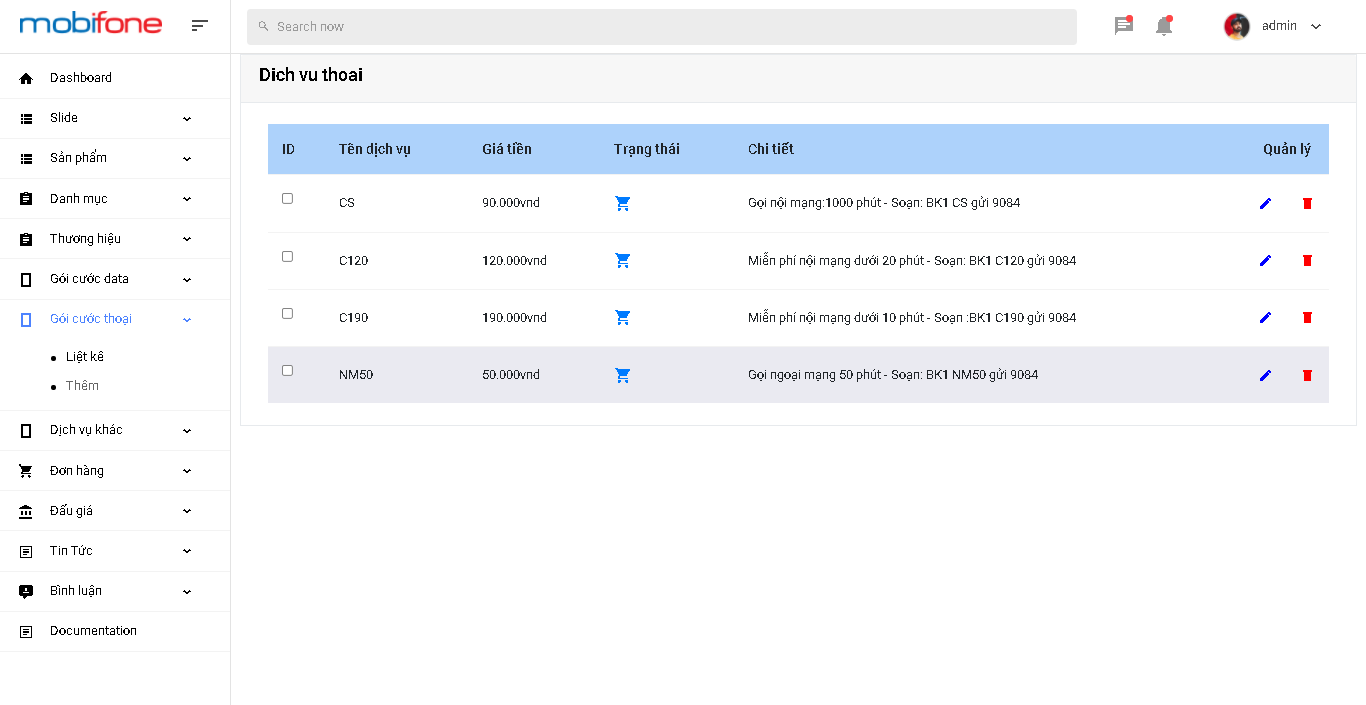 mobifone
Search now
admin
Dashboard
Slide
Sản phẩm
Danh mục
Thương hiệu
Gói cước data
Gói cước thoại
Liệt kê
Thêm
Dịch vụ khác
Đơn hàng
Đấu giá
Tin Tức
Bình luận
Documentation
Dich vu thoai
ID Tên dịch vụ Giá tiền Trạng thái Chi tiết Quản lý
CS 90.000vnd Gọi nội mạng:1000 phút - Soạn: BK1 CS gửi 9084
C120 120.000vnd Miễn phí nội mạng dưới 20 phút - Soạn: BK1 C120 gửi 9084
C190 190.000vnd Miễn phí nội mạng dưới 10 phút - Soạn :BK1 C190 gửi 9084
NM50 50.000vnd Gọi ngoại mạng 50 phút - Soạn: BK1 NM50 gửi 9084